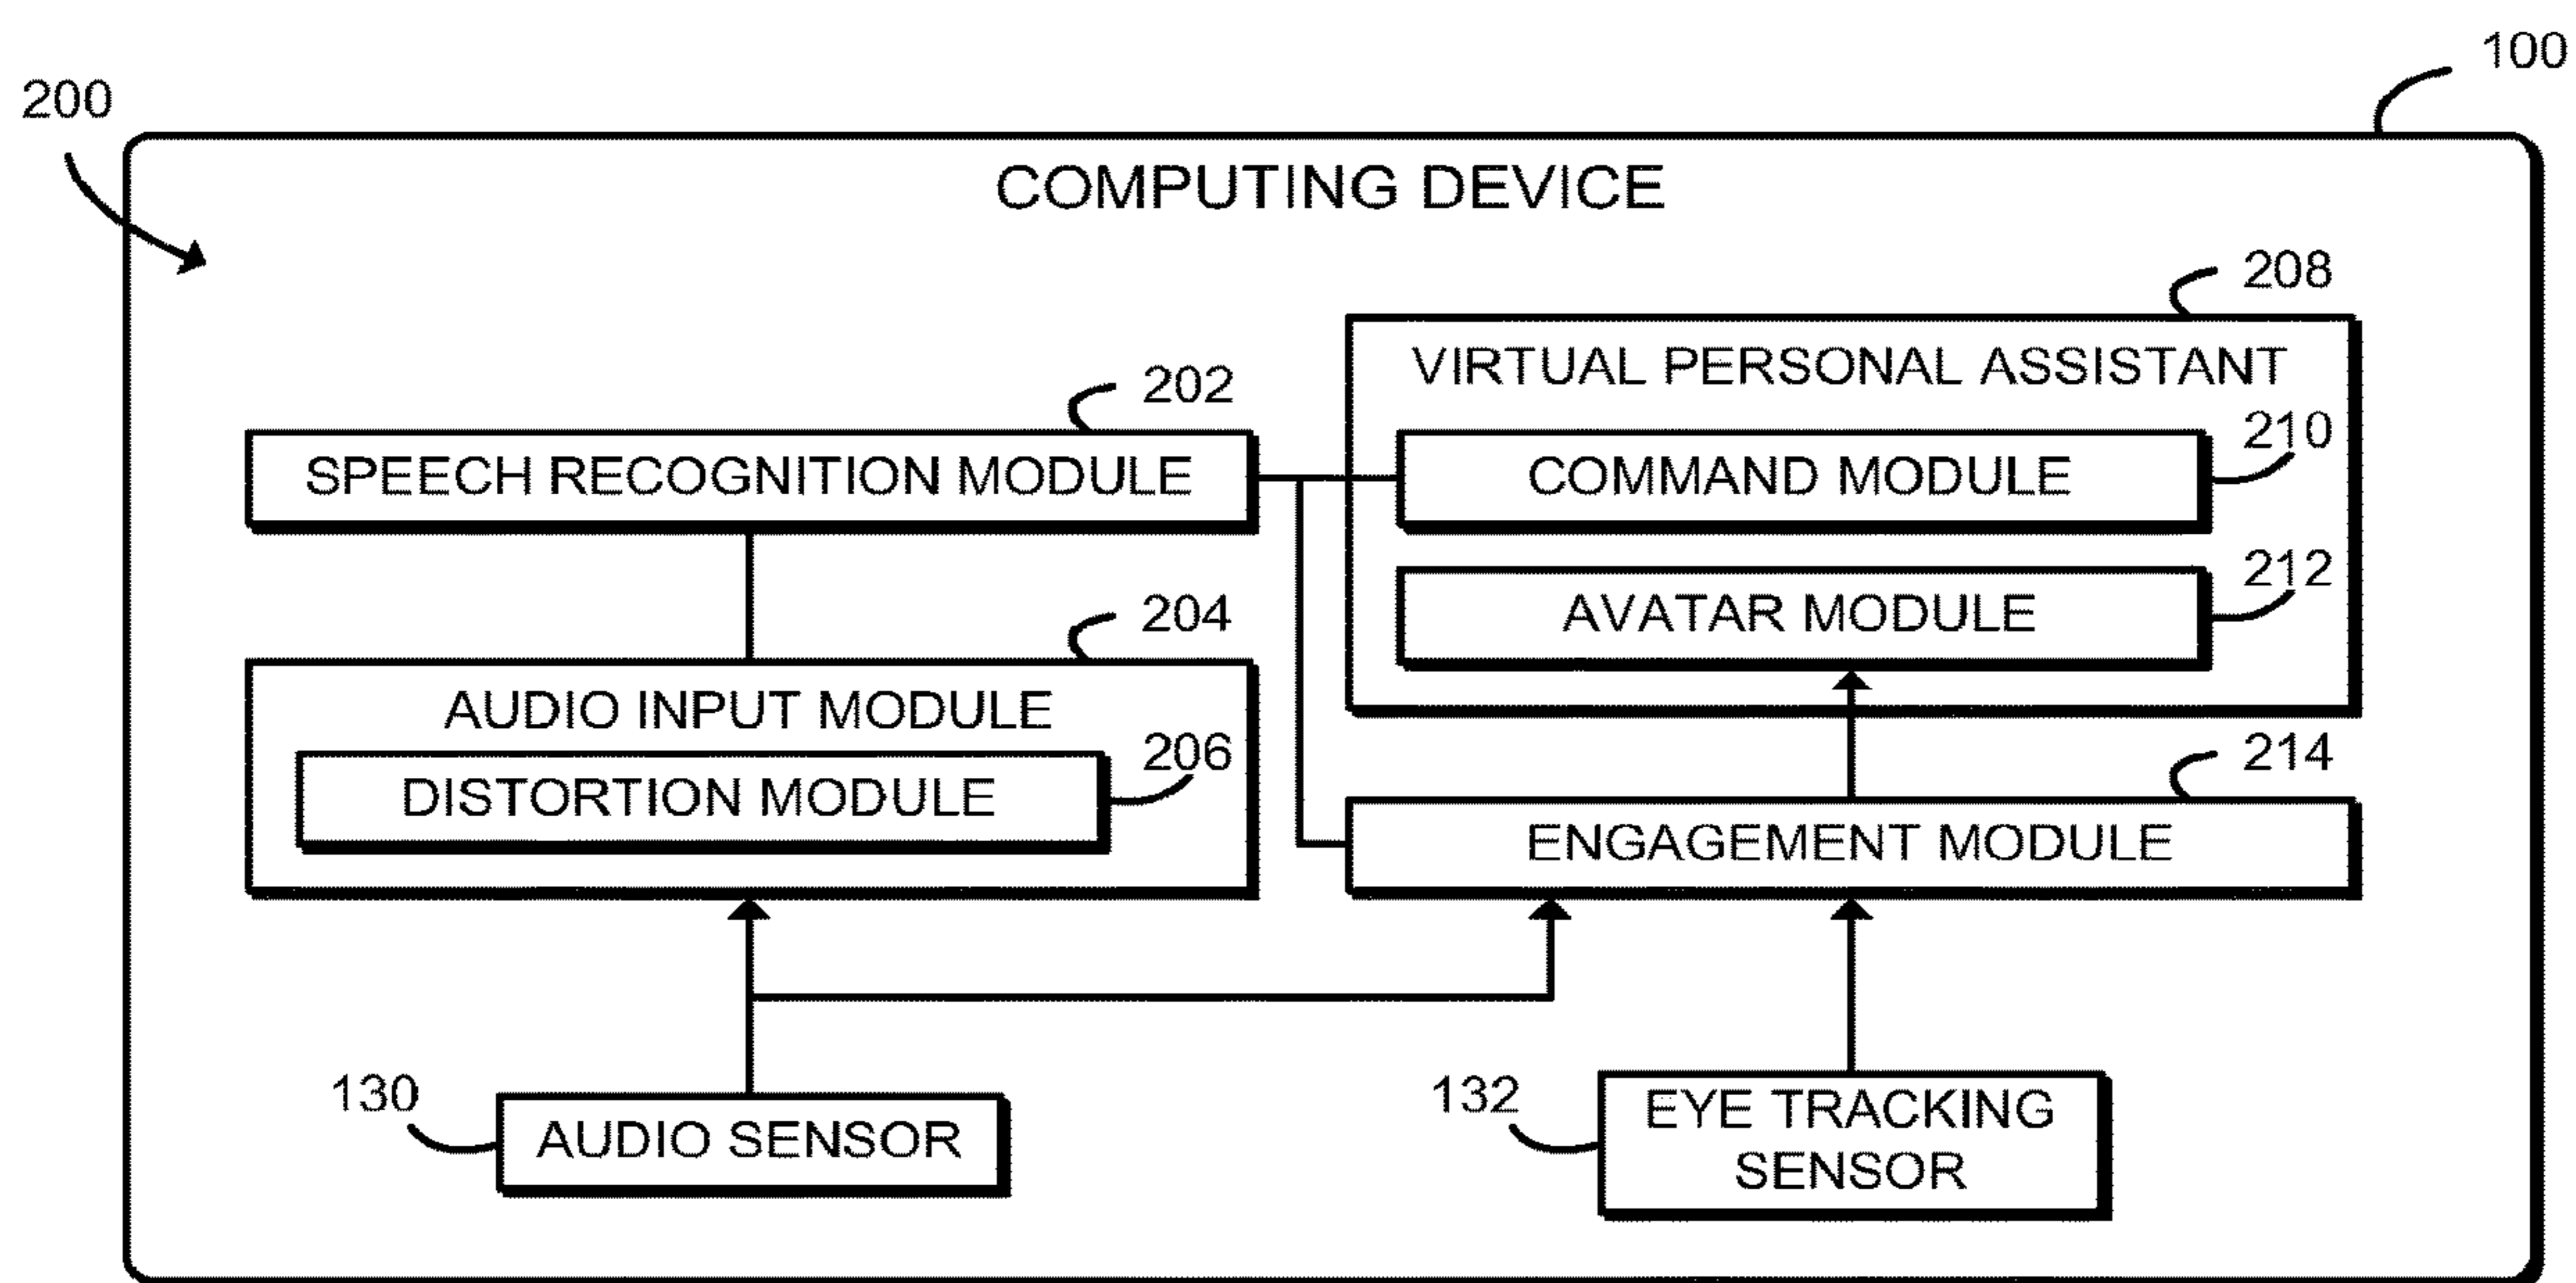 100
200
COMPUTING DEVICE
208
VIRTUAL PERSONAL ASSISTANT
202
210
SPEECH RECOGNITION MODULE
COMMAND MODULE
212
AVATAR MODULE
204
AUDIO INPUT MODULE
206
DISTORTION MODULE
214
ENGAGEMENT MODULE
130
AUDIO SENSOR
132
EYE TRACKING
SENSOR